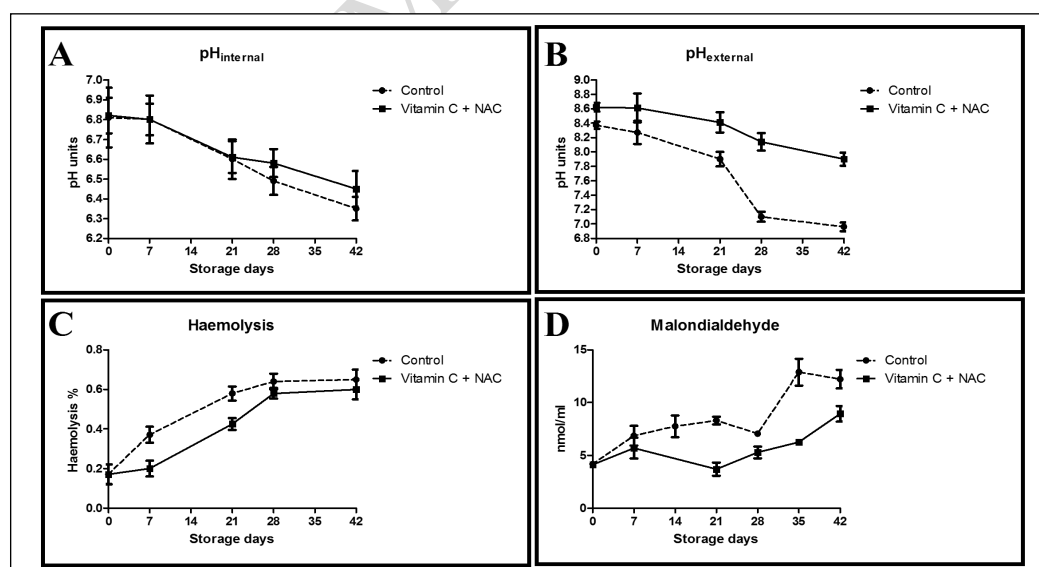 A
pHinternal
7.0
6.9
6.8
6.7
6.6
6.5
6.4
6.3
6.2
pH units
0 7 14 21 28 35 42
Storage days
Control
Vitamin C + NAC
B
pHexternal
9.0
8.8
8.6
8.4
8.2
8.0
7.8
7.6
7.4
7.2
7.0
6.8
pH units
0 7 14 21 28 35 42
Storage days
Control
Vitamin C + NAC
C
Haemolysis
0.8
0.6
0.4
0.2
0.0
Haemolysis %
0 7 14 21 28 35 42
Storage days
Control
Vitamin C + NAC
D
Malondialdehyde
15
10
5
0
nmol/ml
0 7 14 21 28 35 42
Storage days
Control
Vitamin C + NAC